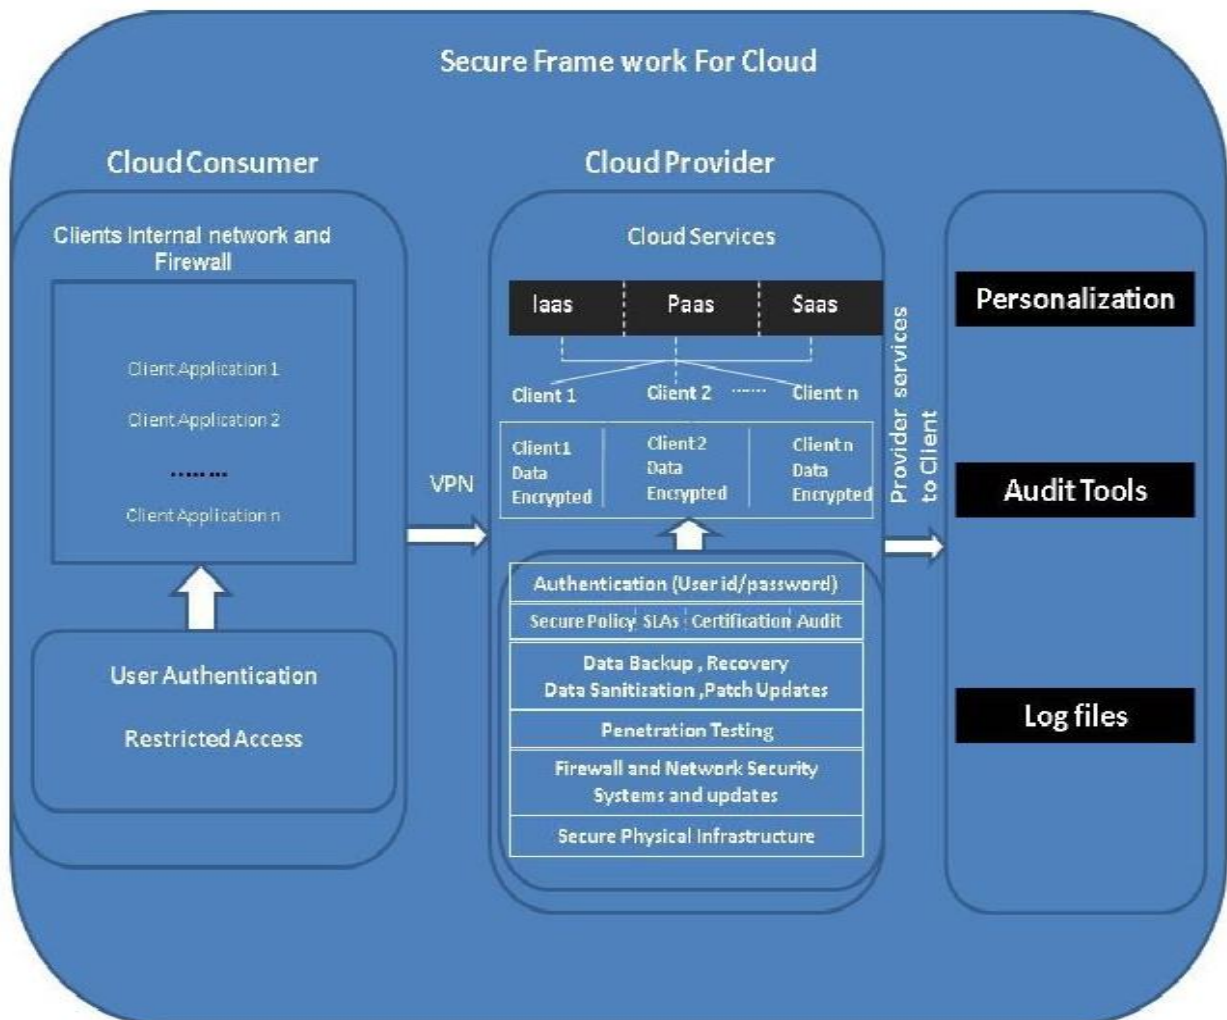 Secure Frame work For Cloud
Cloud Consumer
Clients Internal network and
Firewall
Client Application 1
Client Application 2
........
Client Application n
User Authentication
Restricted Access
VPN
Cloud Provider
Cloud Services
Iaas Paas Saas
Client 1 Client 2 ....... Client n
Client1
Data
Encrypted
Client2
Data
Encrypted
Clientn
Data
Encrypted
Authentication (User id/password)
Secure Policy SLAs Certification Audit
Data Backup , Recovery
Data Sanitization ,Patch Updates
Penetration Testing
Firewall and Network Security
Systems and updates
Secure Physical Infrastructure
Provider services
to Client
Personalization
Audit Tools
Log files